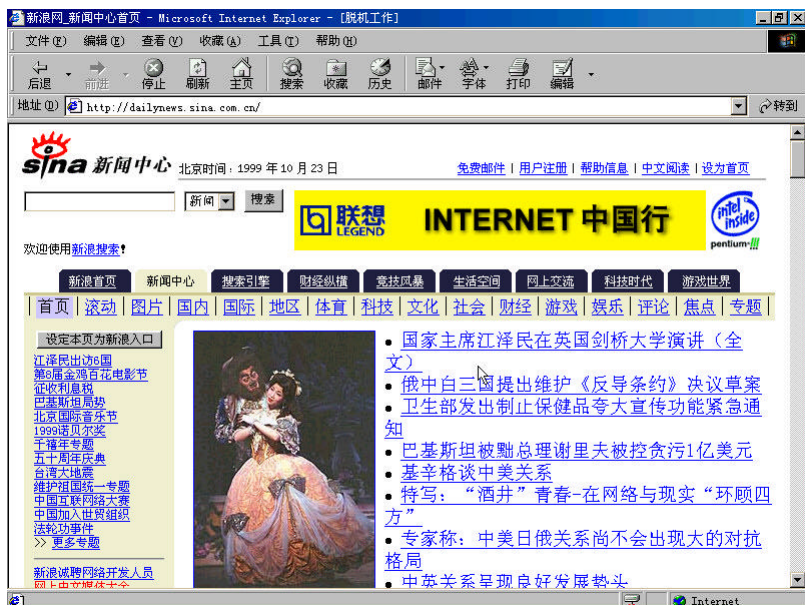 新浪网_新闻中心首页 - Microsoft Internet Explorer - [脱机工作]
文件(F) 编辑(E) 查看(V) 收藏(A) 工具(T) 帮助(H)
后退 前进 停止 刷新 主页 搜索 收藏 历史 邮件 字体 打印 编辑
地址(D) http://dailynews.sina.com.cn/ 转到
sina 新闻中心 北京时间：1999 年 10 月 23 日 免费邮件 | 用户注册 | 帮助信息 | 中文阅读 | 设为首页
新闻 搜索
联想 LEGEND INTERNET 中国行
intel inside pentium·III
欢迎使用新浪搜索！
新浪首页 新闻中心 搜索引擎 财经纵横 竞技风暴 生活空间 网上交流 科技时代 游戏世界
首页 | 滚动 | 图片 | 国内 | 国际 | 地区 | 体育 | 科技 | 文化 | 社会 | 财经 | 游戏 | 娱乐 | 评论 | 焦点 | 专题 |
设定本页为新浪入口
江泽民出访6国
第8届金鸡百花电影节
征收利息税
巴基斯坦局势
北京国际音乐节
1999诺贝尔奖
千禧年专题
五十周年庆典
台湾大地震
维护祖国统一专题
中国互联网络大赛
中国加入世贸组织
法轮功事件
>> 更多专题
新浪诚聘网络开发人员
网上中文媒体大全
● 国家主席江泽民在英国剑桥大学演讲（全
文）
● 俄中白三国提出维护《反导条约》决议草案
● 卫生部发出制止保健品夸大宣传功能紧急通
知
● 巴基斯坦被黜总理谢里夫被控贪污1亿美元
● 基辛格谈中美关系
● 特写：“酒井”青春-在网络与现实“环顾四
方”
● 专家称：中美日俄关系尚不会出现大的对抗
格局
● 中英关系呈现良好发展势头
Internet